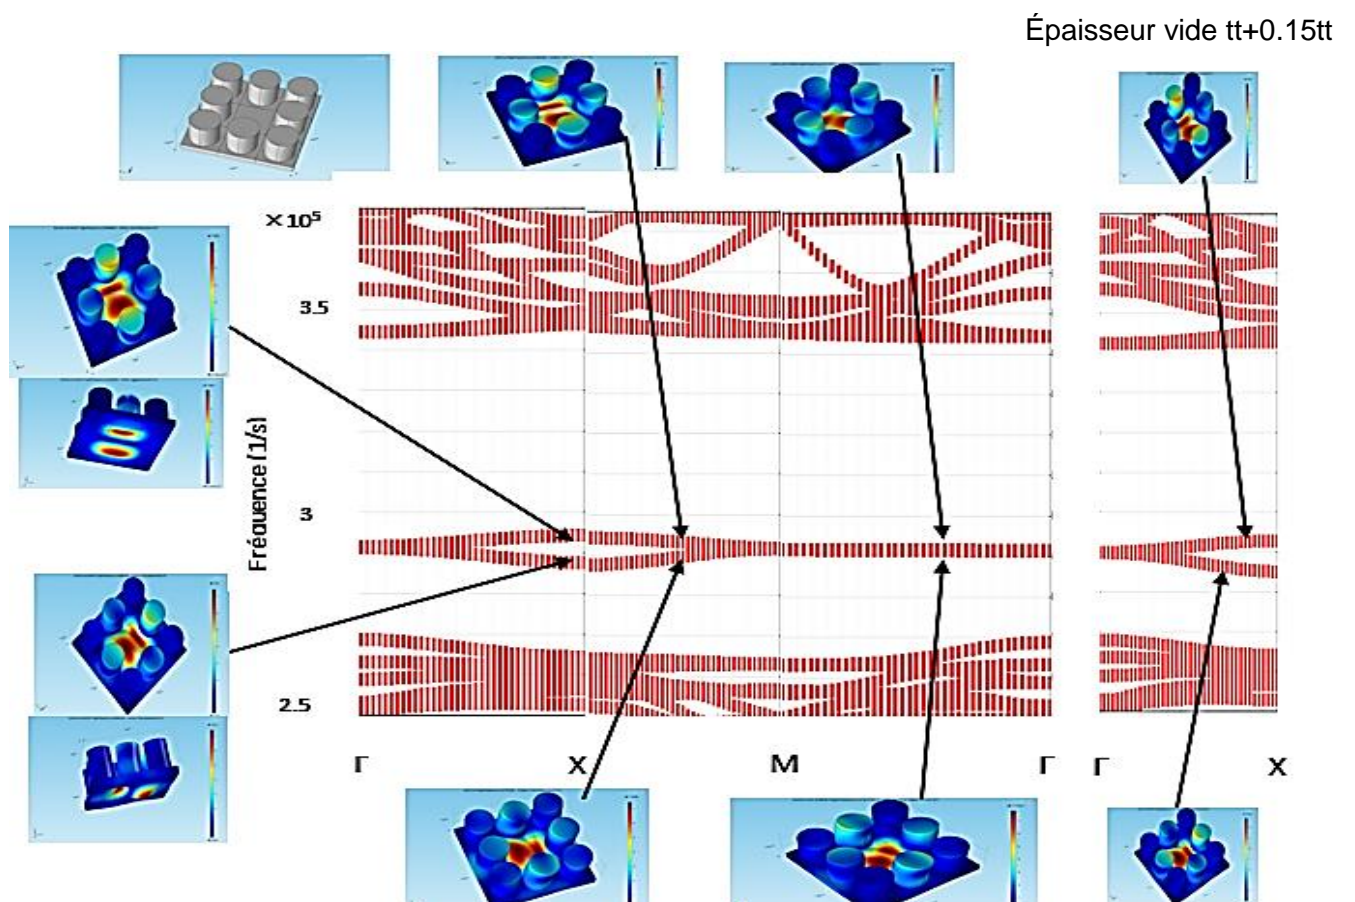 Épaisseur vide tt+0.15tt
×10⁵
3.5
Fréquence (1/s)
3
2.5
Γ X M Γ Γ X